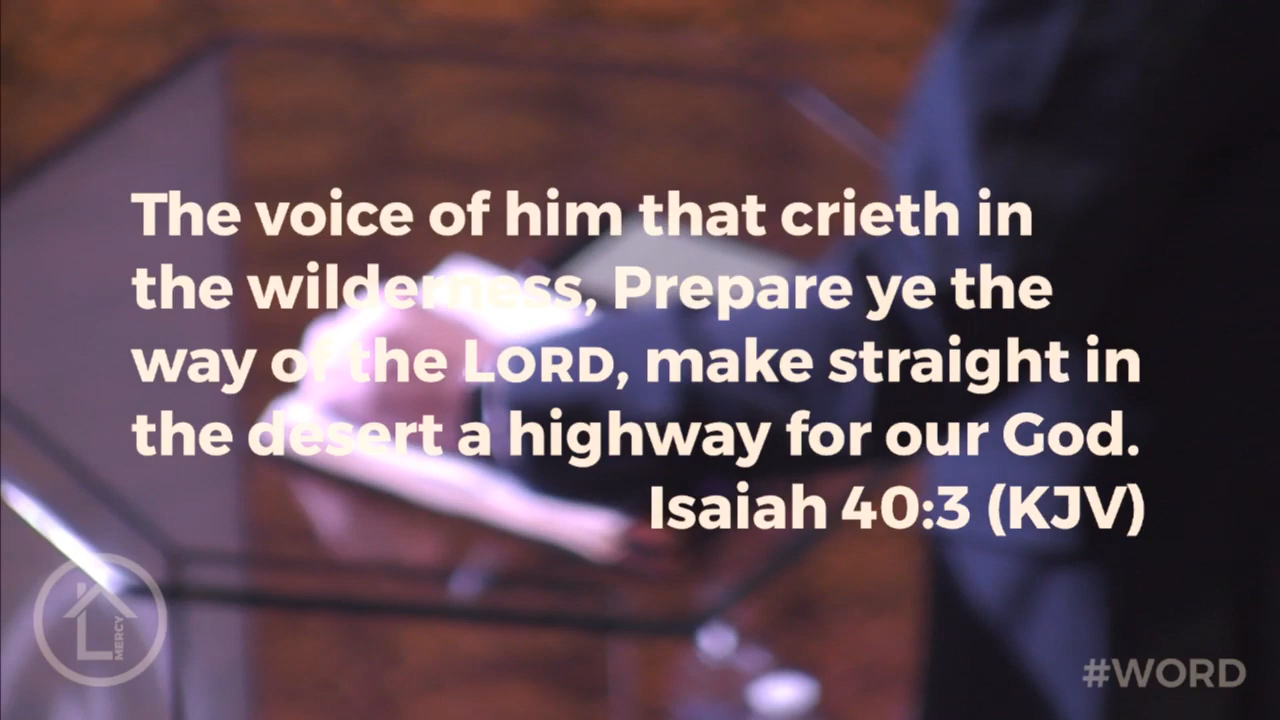 The voice of him that crieth in
the wilderness, Prepare ye the
way of the LORD, make straight in
the desert a highway for our God.
Isaiah 40:3 (KJV)
MERCY
#WORD